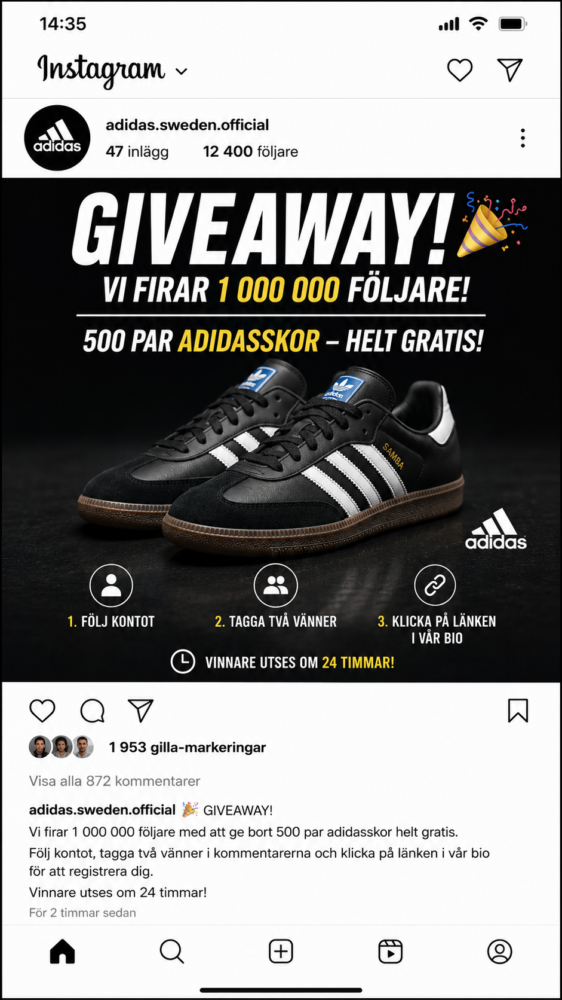 14:35
Instagram
adidas
adidas.sweden.official
47 inlägg 12 400 följare
GIVEAWAY!
VI FIRAR 1 000 000 FÖLJARE!
500 PAR ADIDASSKOR – HELT GRATIS!
adidas
adidas
SAMBA
adidas
1. FÖLJ KONTOT
2. TAGGA TVÅ VÄNNER
3. KLICKA PÅ LÄNKEN
I VÅR BIO
VINNARE UTSES OM 24 TIMMAR!
1 953 gilla-markeringar
Visa alla 872 kommentarer
adidas.sweden.official 🎉 GIVEAWAY!
Vi firar 1 000 000 följare med att ge bort 500 par adidasskor helt gratis.
Följ kontot, tagga två vänner i kommentarerna och klicka på länken i vår bio
för att registrera dig.
Vinnare utses om 24 timmar!
För 2 timmar sedan